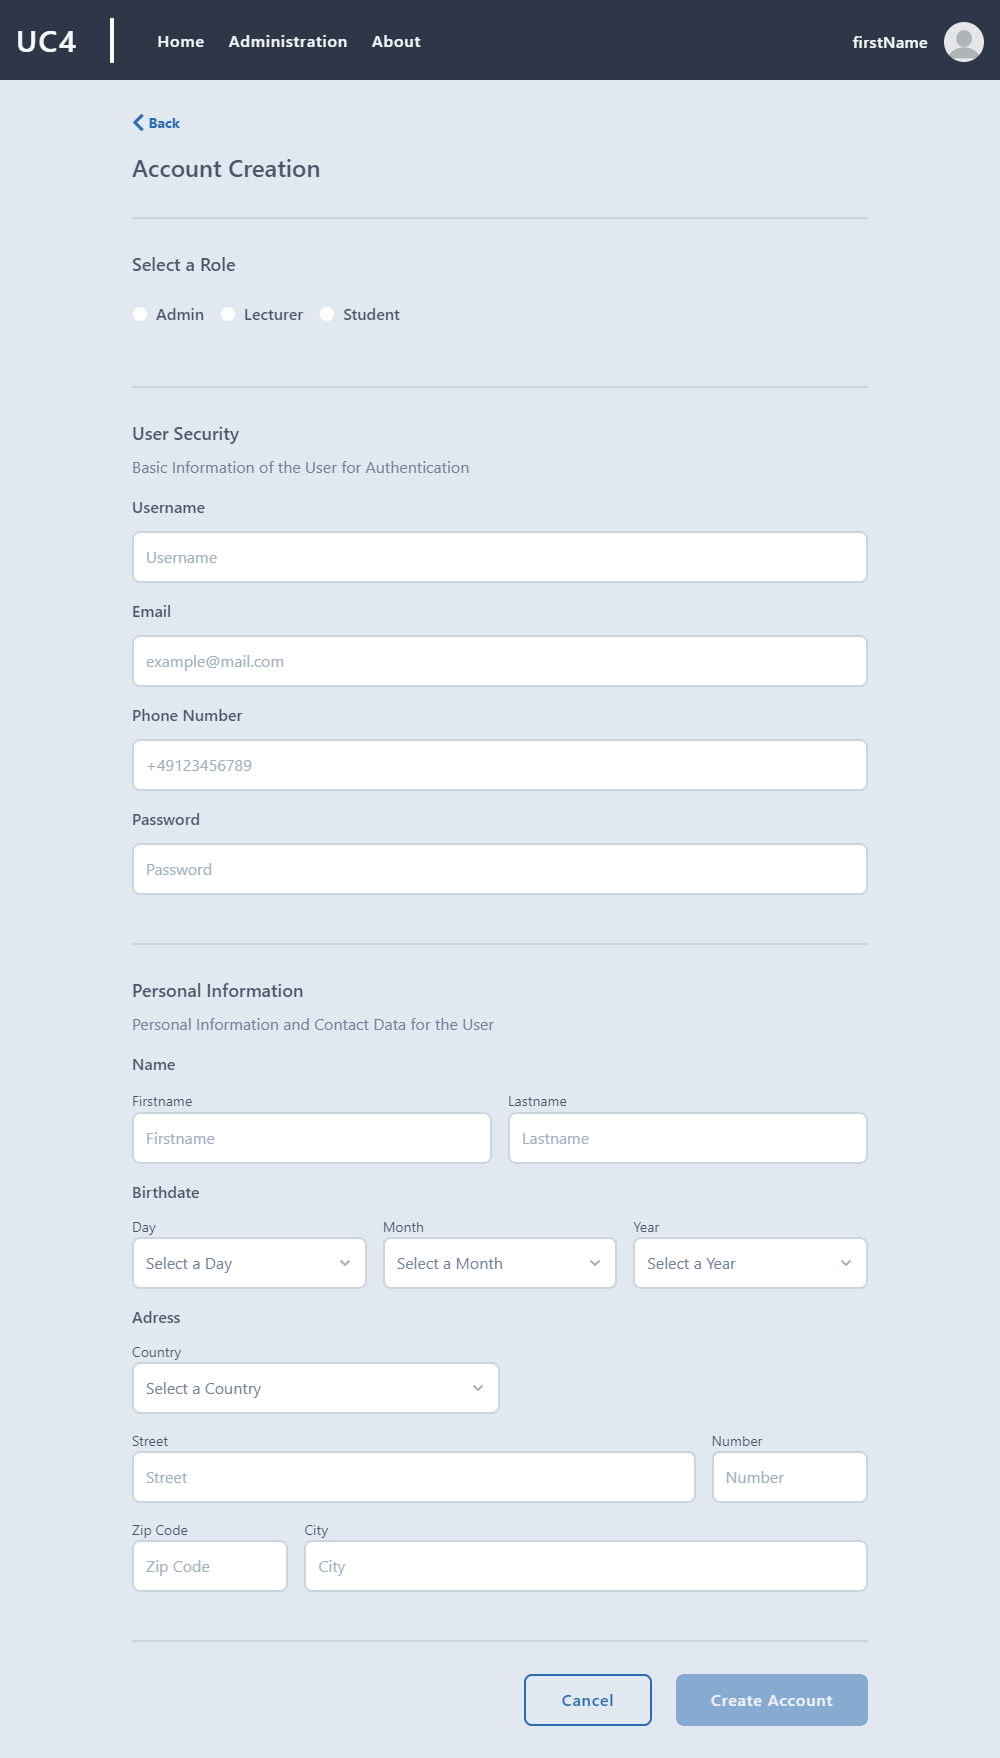 UC4
Home Administration About
firstName
Back
Account Creation
Select a Role
Admin Lecturer Student
User Security
Basic Information of the User for Authentication
Username
Username
Email
example@mail.com
Phone Number
+49123456789
Password
Password
Personal Information
Personal Information and Contact Data for the User
Name
Firstname Lastname
Firstname Lastname
Birthdate
Day Month Year
Select a Day Select a Month Select a Year
Adress
Country
Select a Country
Street Number
Street Number
Zip Code City
Zip Code City
Cancel Create Account